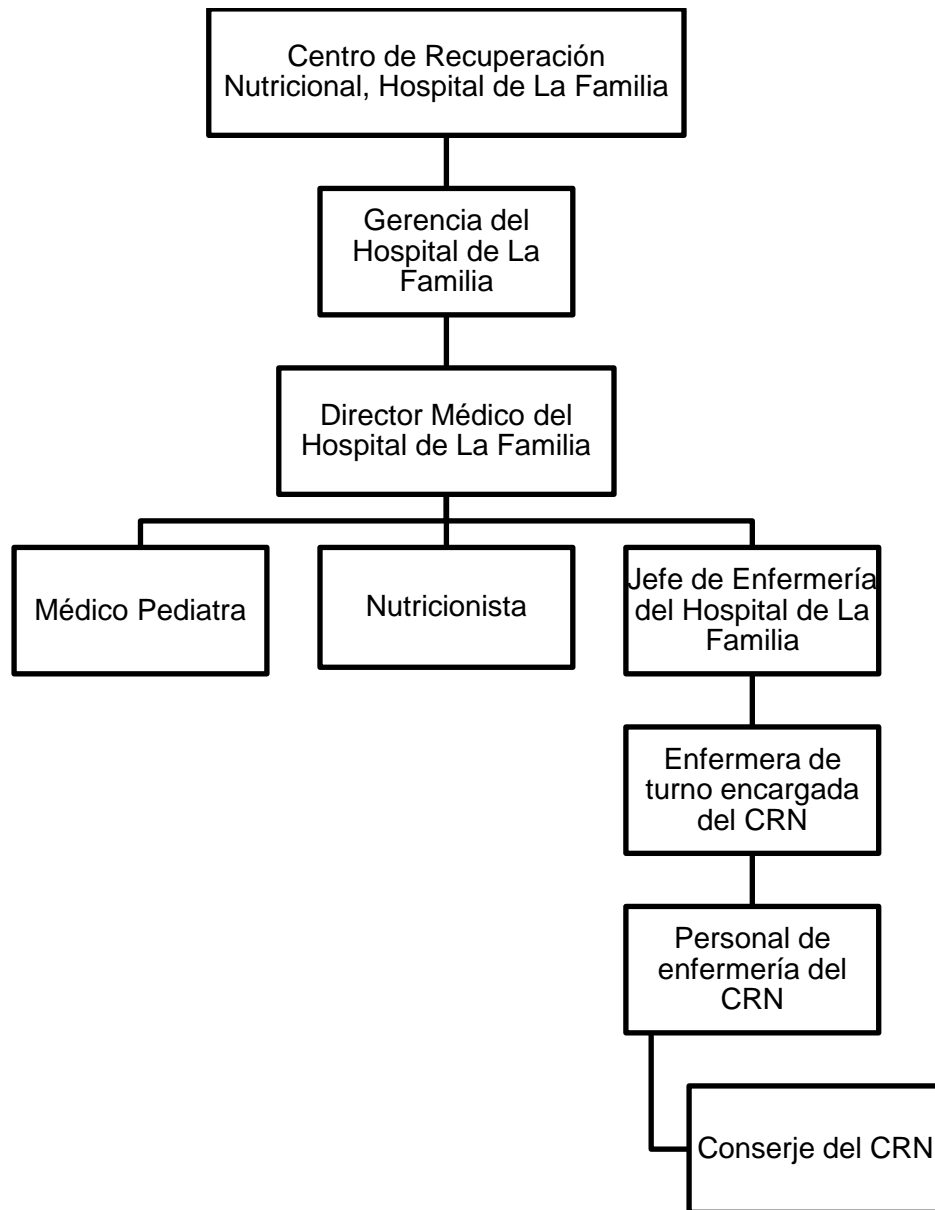 Centro de Recuperación
Nutricional, Hospital de La Familia
Gerencia del
Hospital de La
Familia
Director Médico del
Hospital de La Familia
Médico Pediatra
Nutricionista
Jefe de Enfermería
del Hospital de La
Familia
Enfermera de
turno encargada
del CRN
Personal de
enfermería del
CRN
Conserje del CRN